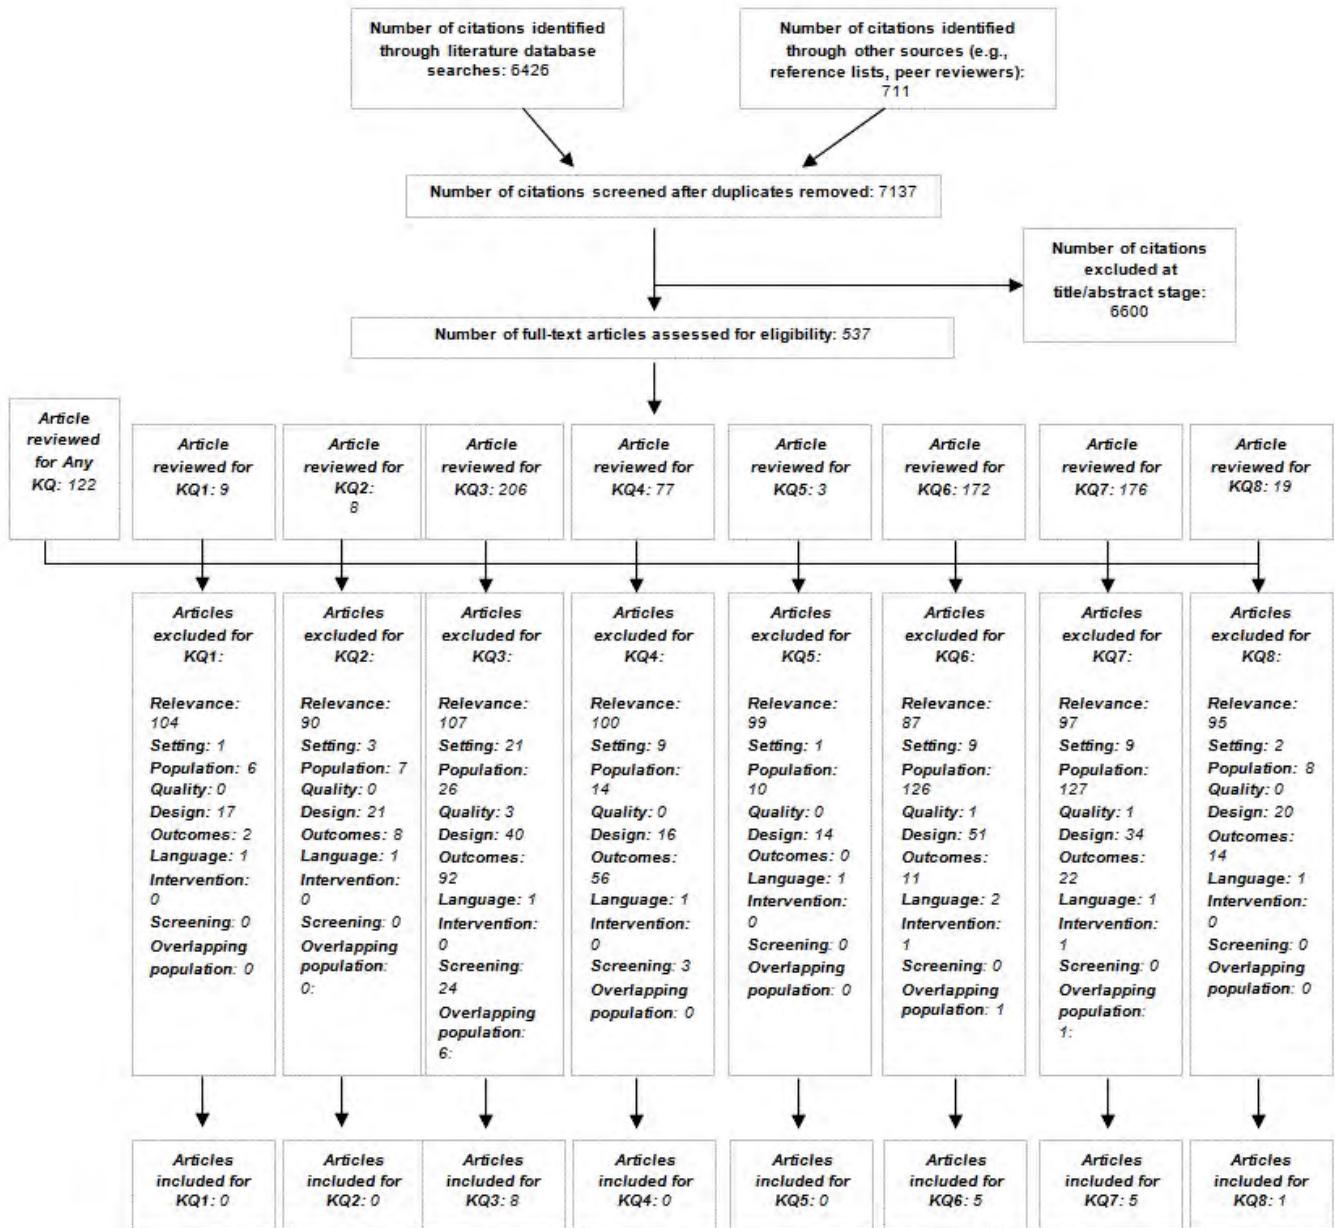 Number of citations identified
through literature database
searches: 6426
Number of citations identified
through other sources (e.g.,
reference lists, peer reviewers):
711
Number of citations screened after duplicates removed: 7137
Number of citations
excluded at
title/abstract stage:
6600
Number of full-text articles assessed for eligibility: 537
Article
reviewed
for Any
KQ: 122
Article
reviewed for
KQ1: 9
Article
reviewed for
KQ2:
8
Article
reviewed for
KQ3: 206
Article
reviewed for
KQ4: 77
Article
reviewed for
KQ5: 3
Article
reviewed for
KQ6: 172
Article
reviewed for
KQ7: 176
Article
reviewed for
KQ8: 19
Articles
excluded for
KQ1:
Relevance:
104
Setting: 1
Population: 6
Quality: 0
Design: 17
Outcomes: 2
Language: 1
Intervention:
0
Screening: 0
Overlapping
population: 0
Articles
excluded for
KQ2:
Relevance:
90
Setting: 3
Population: 7
Quality: 0
Design: 21
Outcomes: 8
Language: 1
Intervention:
0
Screening: 0
Overlapping
population:
0:
Articles
excluded for
KQ3:
Relevance:
107
Setting: 21
Population:
26
Quality: 3
Design: 40
Outcomes:
92
Language: 1
Intervention:
0
Screening:
24
Overlapping
population:
6:
Articles
excluded for
KQ4:
Relevance:
100
Setting: 9
Population:
14
Quality: 0
Design: 16
Outcomes:
56
Language: 1
Intervention:
0
Screening: 3
Overlapping
population: 0
Articles
excluded for
KQ5:
Relevance:
99
Setting: 1
Population:
10
Quality: 0
Design: 14
Outcomes: 0
Language: 1
Intervention:
0
Screening: 0
Overlapping
population: 0
Articles
excluded for
KQ6:
Relevance:
87
Setting: 9
Population:
126
Quality: 1
Design: 51
Outcomes:
11
Language: 2
Intervention:
1
Screening: 0
Overlapping
population: 1
Articles
excluded for
KQ7:
Relevance:
97
Setting: 9
Population:
127
Quality: 1
Design: 34
Outcomes:
22
Language: 1
Intervention:
1
Screening: 0
Overlapping
population:
1:
Articles
excluded for
KQ8:
Relevance:
95
Setting: 2
Population: 8
Quality: 0
Design: 20
Outcomes:
14
Language: 1
Intervention:
0
Screening: 0
Overlapping
population: 0
Articles
included for
KQ1: 0
Articles
included for
KQ2: 0
Articles
included for
KQ3: 8
Articles
included for
KQ4: 0
Articles
included for
KQ5: 0
Articles
included for
KQ6: 5
Articles
included for
KQ7: 5
Articles
included for
KQ8: 1